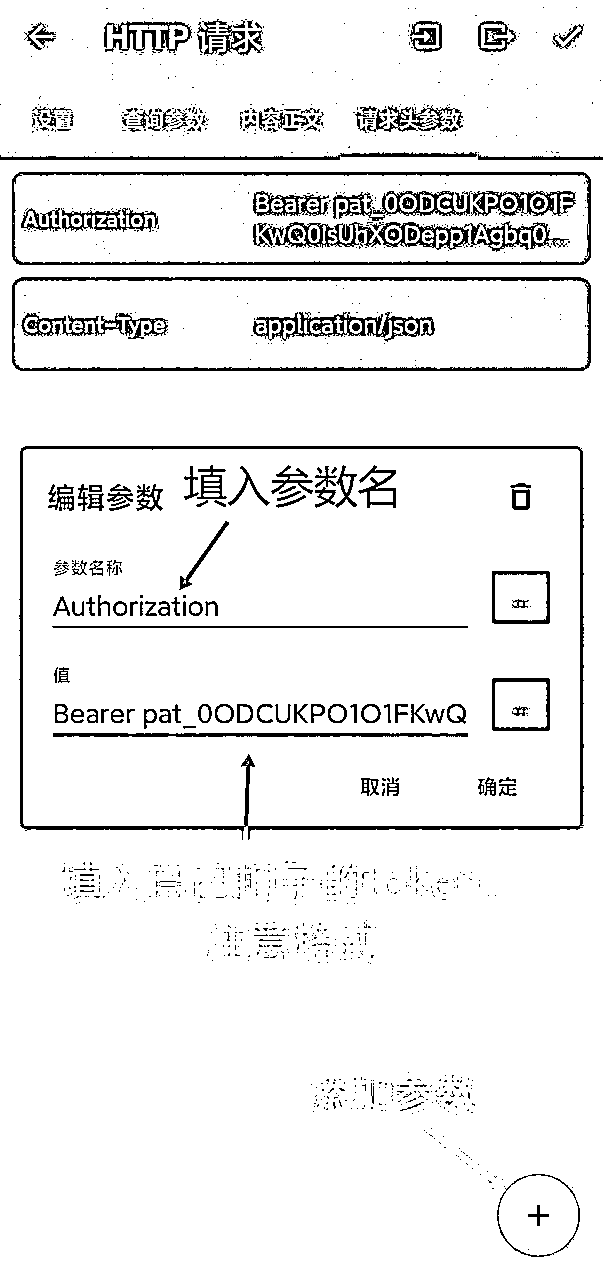 HTTP 请求
设置 查询参数 内容正文 请求头参数
Authorization
Bearer pat_0ODCUKPO1O1F
KwQ0IsUhXODepp1Agbq0...
Content-Type
application/json
编辑参数
填入参数名
参数名称
Authorization
值
Bearer pat_0ODCUKPO1O1FKwQ
取消 确定
填入自己的token
注意格式
添加参数
+